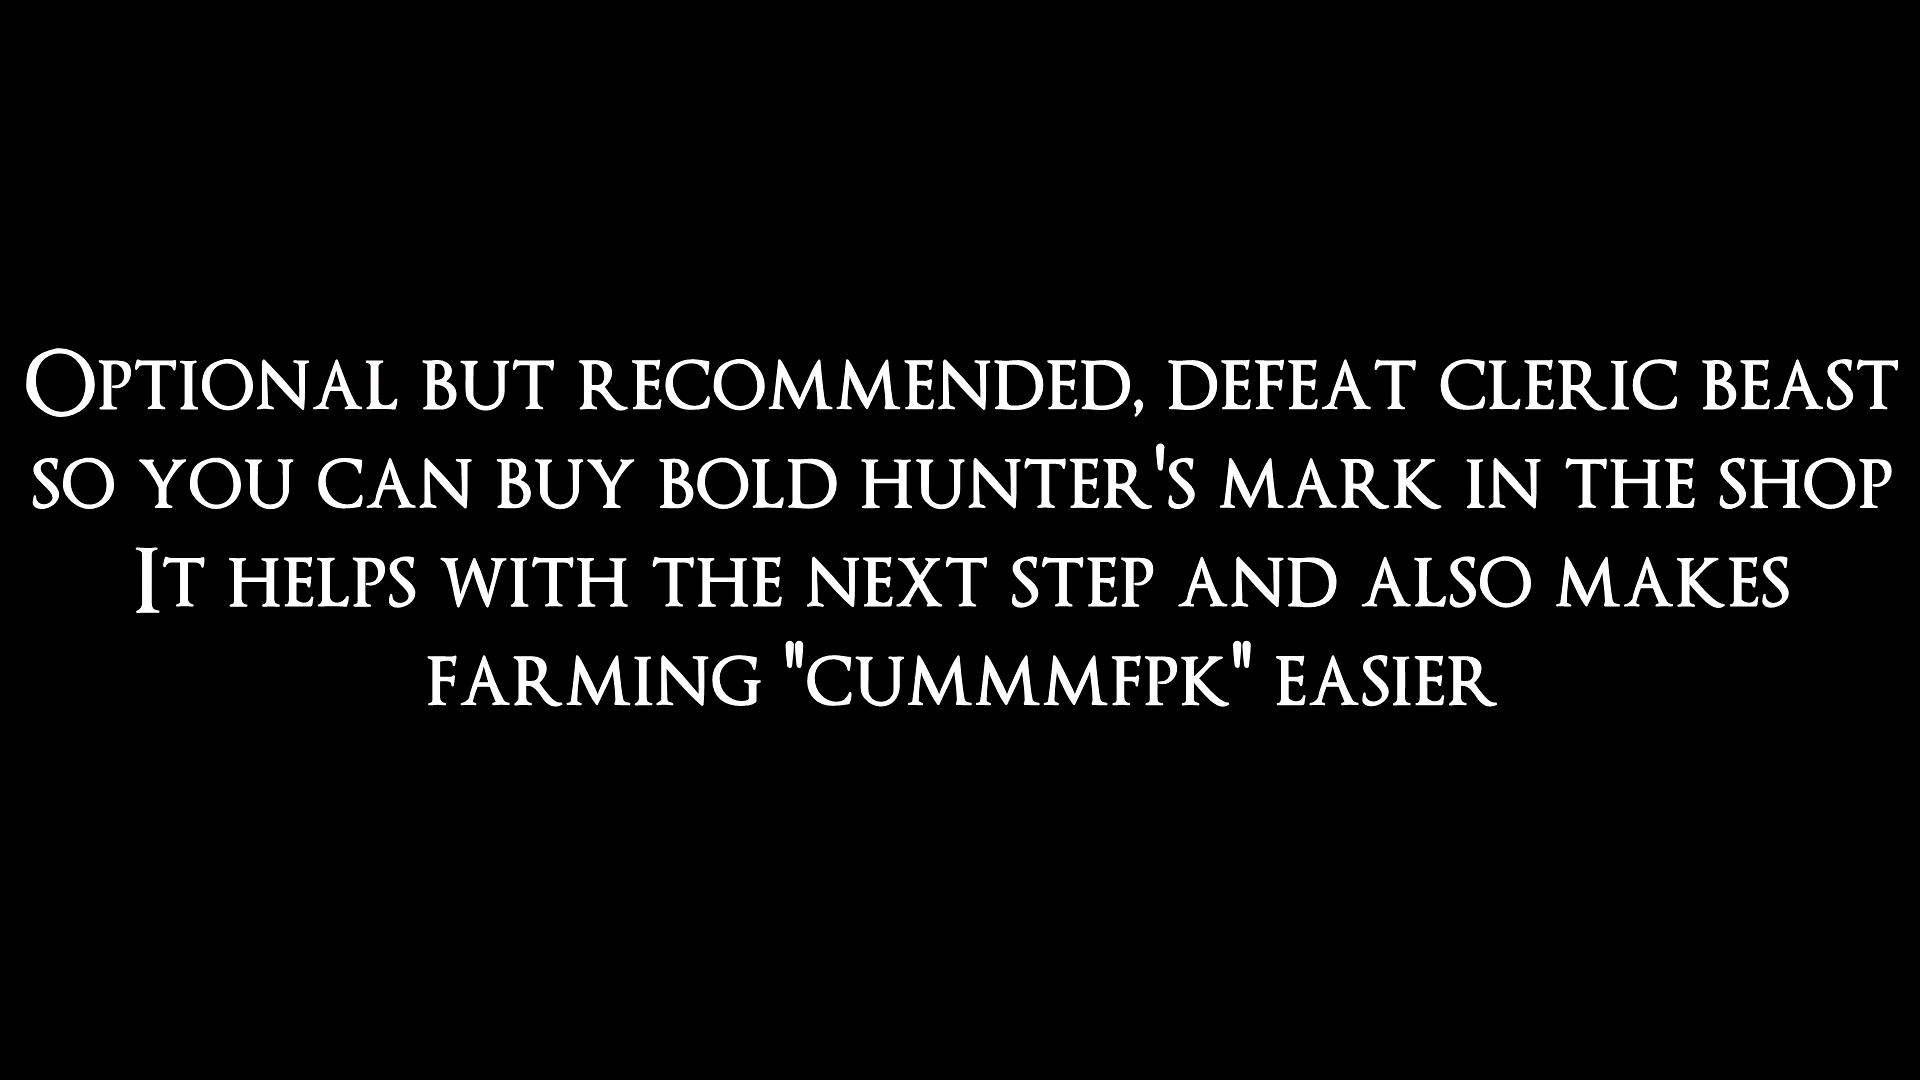 Optional but recommended, defeat cleric beast
so you can buy bold hunter's mark in the shop
It helps with the next step and also makes
farming "cummmfpk" easier